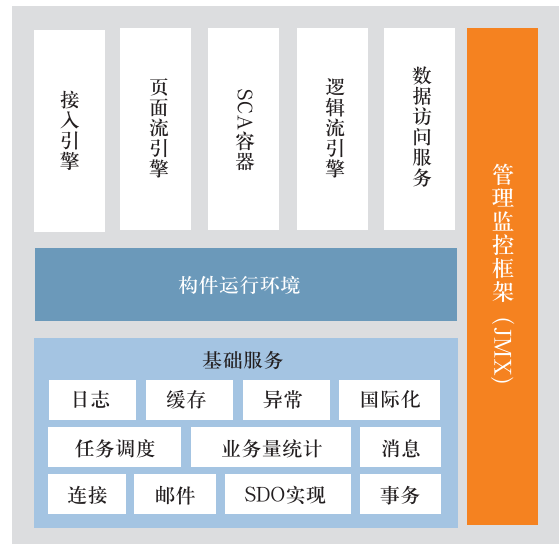 接入引擎
页面流引擎
SCA容器
逻辑流引擎
数据访问服务
管理监控框架（JMX）
构件运行环境
基础服务
日志
缓存
异常
国际化
任务调度
业务量统计
消息
连接
邮件
SDO实现
事务